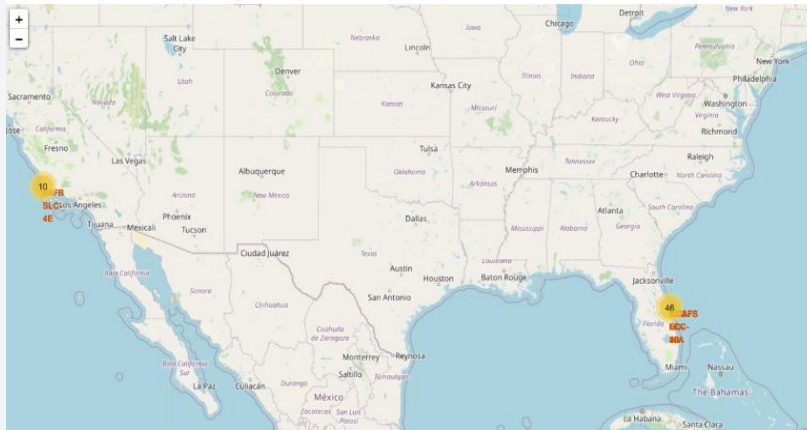 +
−
New York
Detroit
Chicago
Iowa
Nebraska
Salt Lake
City
Lincoln
Pennsylvania
New York
Utah
Denver
Colorado
Illinois
Indiana
Ohio
Philadelphia
Kansas City
Sacramento
Nevada
Kansas
Missouri
West Virginia
Washington
California
Kentucky
Virginia
Richmond
Fresno
Las Vegas
Tulsa
Raleigh
Albuquerque
Oklahoma
Memphis
Tennessee
Charlotte
North Carolina
10
Arizona
New Mexico
Arkansas
Los Angeles
SLC-
4E
Phoenix
Atlanta
South Carolina
Tijuana
Mexicali
Tucson
Dallas
Mississippi
Alabama
Georgia
Ciudad Juárez
Texas
Louisiana
Austin
Houston
Baton Rouge
Jacksonville
Baja California
Sonora
San Antonio
Chihuahua
46
Florida
Coahuila
de Zaragoza
Baja California
Sur
Monterrey
Reynosa
Miami
Nassau
Saltillo
Tamaulipas
La Paz
Culiacán
Durango
The Bahamas
México
Zacatecas
San Luis
Potosí
La Habana
Santa Clara